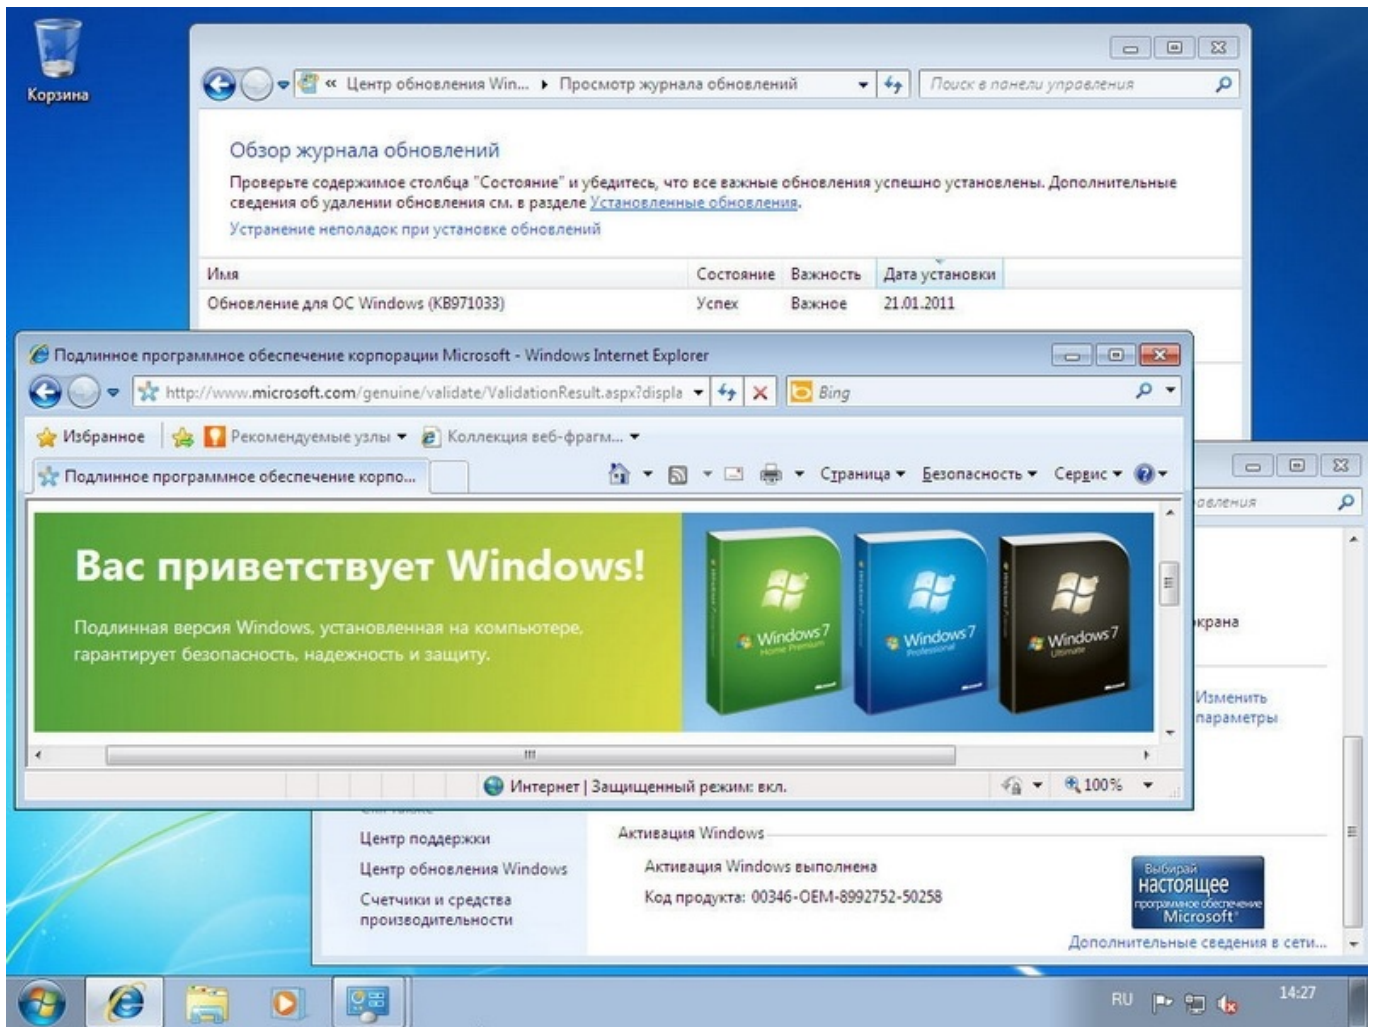 Корзина
« Центр обновления Win... Просмотр журнала обновлений
Поиск в панели управления
Обзор журнала обновлений
Проверьте содержимое столбца "Состояние" и убедитесь, что все важные обновления успешно установлены. Дополнительные
сведения об удалении обновления см. в разделе Установленные обновления.
Устранение неполадок при установке обновлений
Имя Состояние Важность Дата установки
Обновление для ОС Windows (KB971033) Успех Важное 21.01.2011
Подлинное программное обеспечение корпорации Microsoft - Windows Internet Explorer
http://www.microsoft.com/genuine/validate/ValidationResult.aspx?displa
Bing
Избранное Рекомендуемые узлы Коллекция веб-фрагм...
Подлинное программное обеспечение корпо...
Страница Безопасность Сервис
Вас приветствует Windows!
Подлинная версия Windows, установленная на компьютере,
гарантирует безопасность, надежность и защиту.
Windows 7
Home Premium
Windows 7
Professional
Windows 7
Ultimate
Интернет | Защищенный режим: вкл.
100%
Изменить
параметры
Центр поддержки
Центр обновления Windows
Счетчики и средства
производительности
Активация Windows
Активация Windows выполнена
Код продукта: 00346-OEM-8992752-50258
Выбирай
настоящее
программное обеспечение
Microsoft
Дополнительные сведения в сети...
RU
14:27